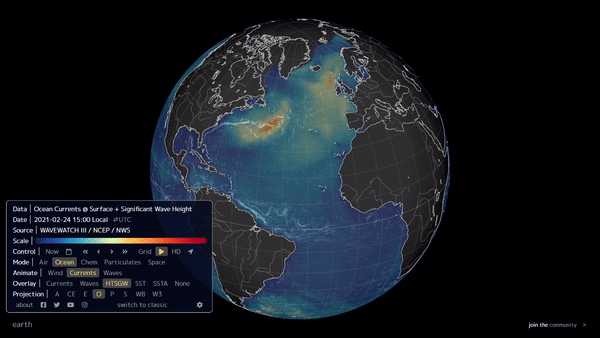 Data | Ocean Currents @ Surface + Significant Wave Height
Date | 2021-02-24 15:00 Local ⇄UTC
Source | WAVEWATCH III / NCEP / NWS
Scale |
Control | Now « ‹ › » Grid ▶ HD
Mode | Air Ocean Chem Particulates Space
Animate | Wind Currents Waves
Overlay | Currents Waves HTSGW SST SSTA None
Projection | A CE E O P S WB W3
about switch to classic
earth
join the community ×